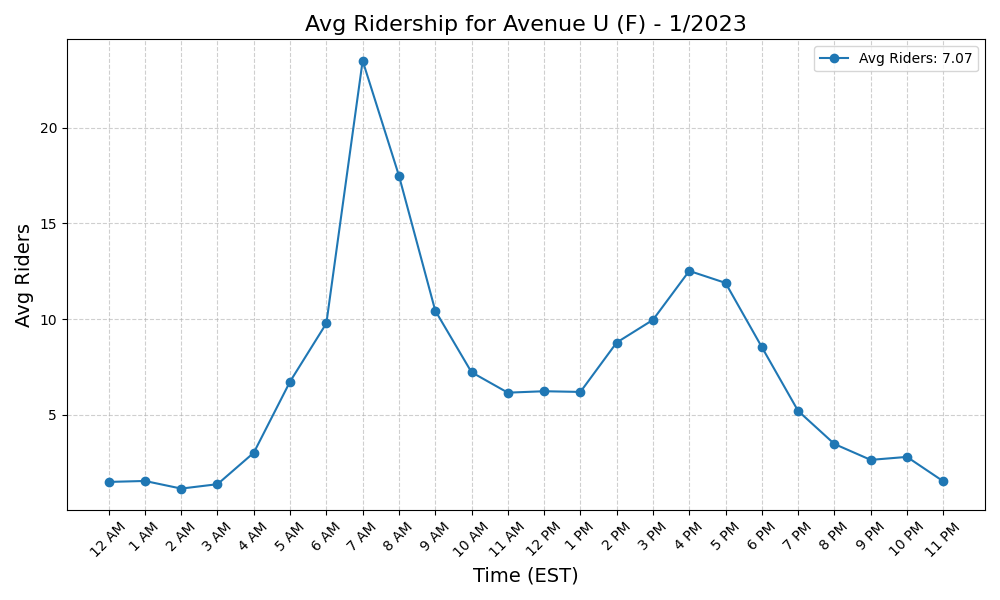 Avg Ridership for Avenue U (F) - 1/2023
Avg Riders: 7.07
Avg Riders
20
15
10
5
12 AM
1 AM
2 AM
3 AM
4 AM
5 AM
6 AM
7 AM
8 AM
9 AM
10 AM
11 AM
12 PM
1 PM
2 PM
3 PM
4 PM
5 PM
6 PM
7 PM
8 PM
9 PM
10 PM
11 PM
Time (EST)